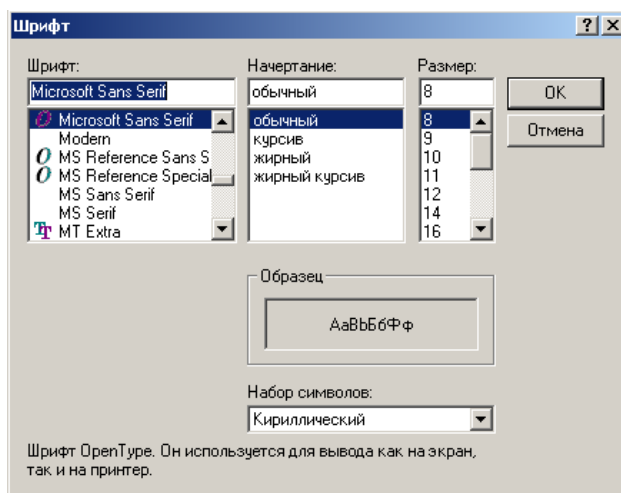 Шрифт
Шрифт:
Microsoft Sans Serif
Microsoft Sans Serif
Modern
MS Reference Sans S
MS Reference Special
MS Sans Serif
MS Serif
MT Extra
Начертание:
обычный
обычный
курсив
жирный
жирный курсив
Размер:
8
8
9
10
11
12
14
16
OK
Отмена
Образец
АаВbБбФф
Набор символов:
Кириллический
Шрифт OpenType. Он используется для вывода как на экран,
так и на принтер.